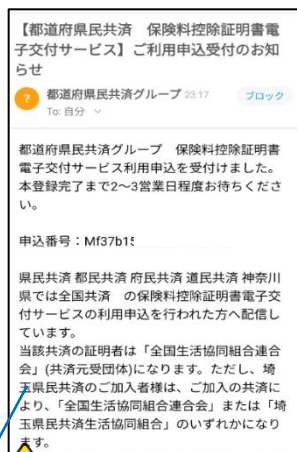 【都道府県民共済　保険料控除証明書電
子交付サービス】ご利用申込受付のお知
らせ
?
都道府県民共済グループ 23:17
ブロック
To: 自分
都道府県民共済グループ　保険料控除証明書
電子交付サービス利用申込を受付けました。
本登録完了まで2〜3営業日程度お待ちくださ
い。
申込番号：Mf37b15
県民共済 都民共済 府民共済 道民共済 神奈川
県では全国共済　の保険料控除証明書電子交
付サービスの利用申込を行われた方へ配信し
ています。
当該共済の証明者は「全国生活協同組合連合
会」(共済元受団体)になります。ただし、埼
玉県民共済のご加入者様は、ご加入の共済に
より、「全国生活協同組合連合会」または「埼
玉県民共済生活協同組合」のいずれかになり
ます。